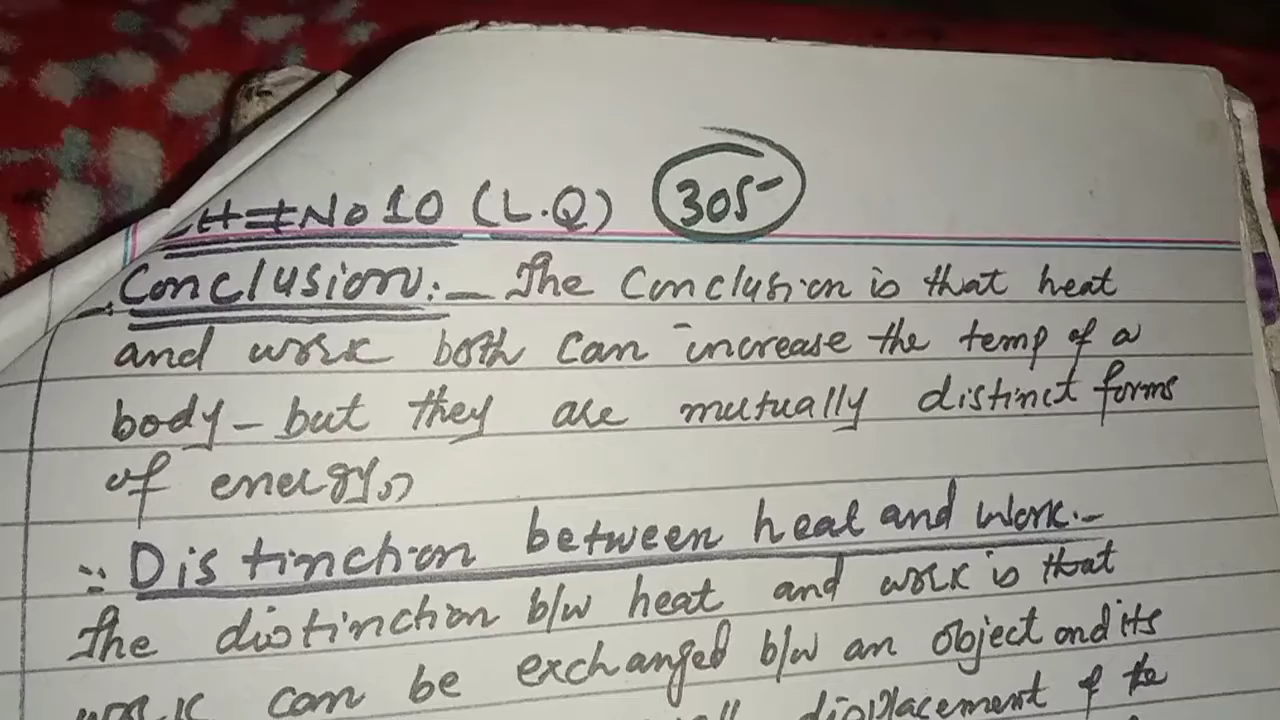 CH # No 10 (L.Q) 305-
Conclusion:- The Conclusion is that heat
and work both can increase the temp of a
body - but they are mutually distinct forms
of energy.
:: Distinction between heat and work:-
The distinction b/w heat and work is that
work can be exchanged b/w an object and its
displacement of the